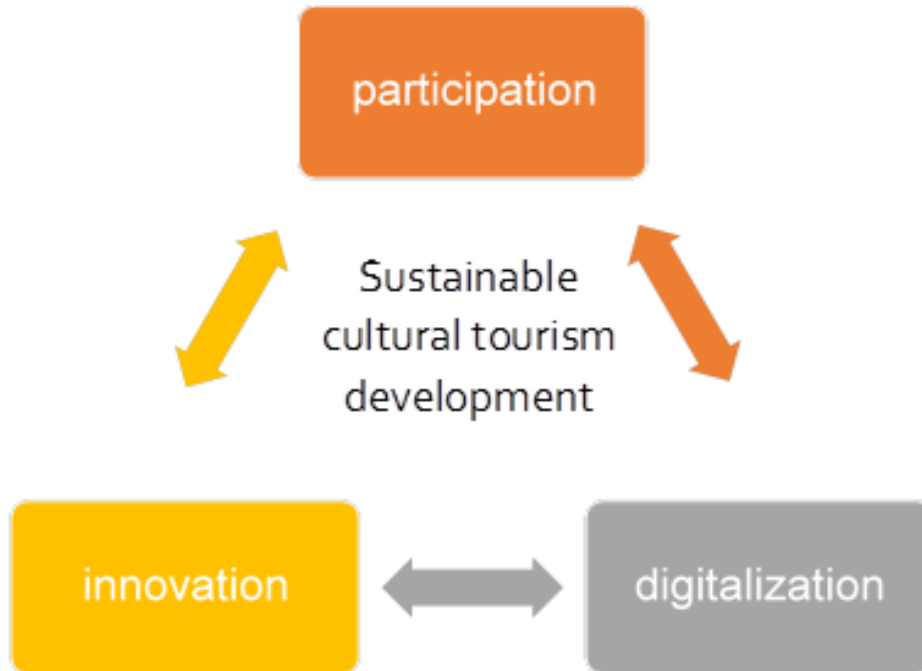 participation
Sustainable
cultural tourism
development
innovation
digitalization